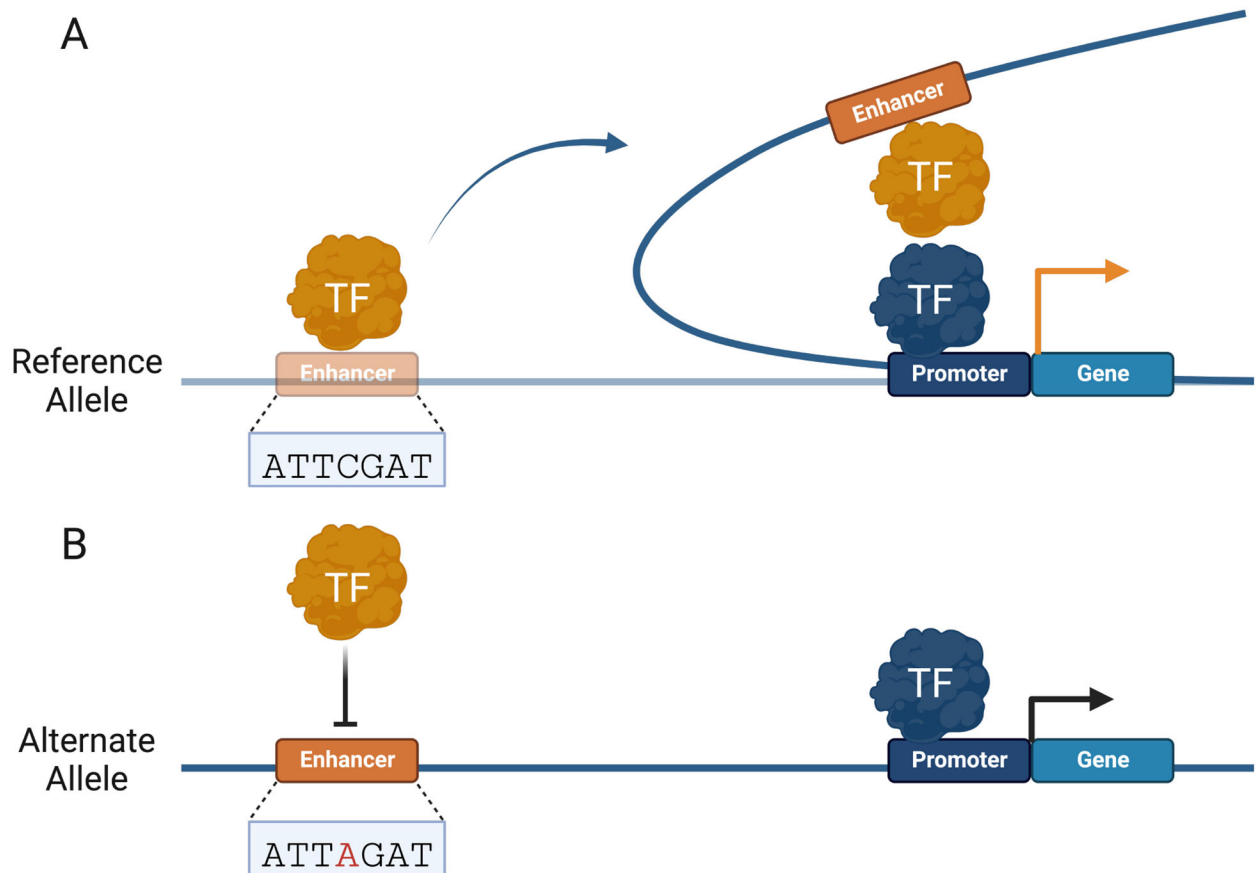 A
Enhancer
TF
TF
TF
Reference
Allele
Enhancer
Promoter
Gene
ATTCGAT
B
TF
TF
Alternate
Allele
Enhancer
Promoter
Gene
ATTAGAT